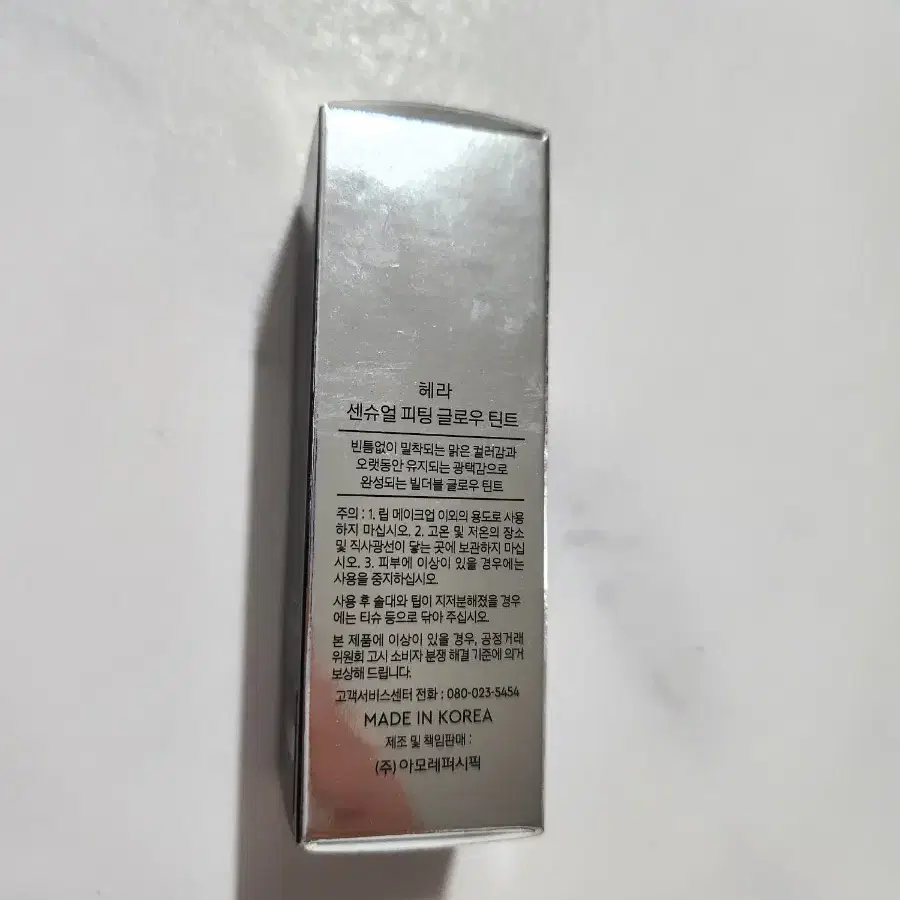 헤라
센슈얼 피팅 글로우 틴트
빈틈없이 밀착되는 맑은 컬러감과
오랫동안 유지되는 광택감으로
완성되는 빌더블 글로우 틴트
주의 : 1. 립 메이크업 이외의 용도로 사용
하지 마십시오. 2. 고온 및 저온의 장소
및 직사광선이 닿는 곳에 보관하지 마십
시오. 3. 피부에 이상이 있을 경우에는
사용을 중지하십시오.
사용 후 솔대와 팁이 지저분해졌을 경우
에는 티슈 등으로 닦아 주십시오.
본 제품에 이상이 있을 경우, 공정거래
위원회 고시 소비자 분쟁 해결 기준에 의거
보상해 드립니다.
고객서비스센터 전화 : 080-023-5454
MADE IN KOREA
제조 및 책임판매 :
(주)아모레퍼시픽